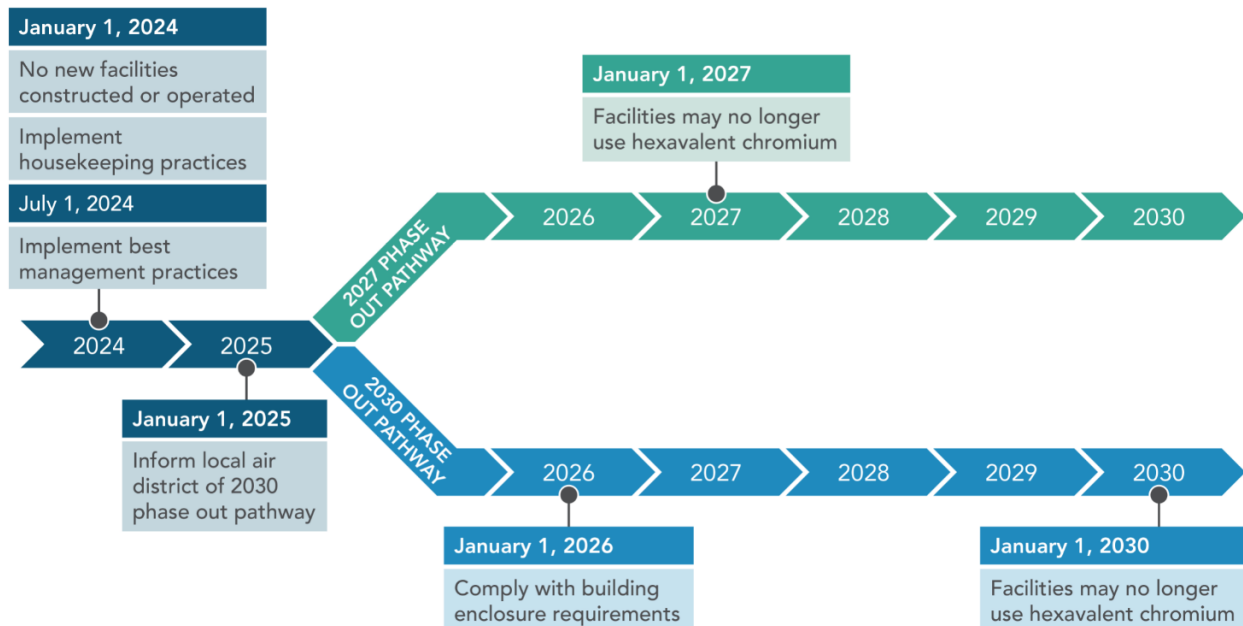 January 1, 2024
No new facilities
constructed or operated
Implement
housekeeping practices
July 1, 2024
Implement best
management practices
January 1, 2027
Facilities may no longer
use hexavalent chromium
2024
2025
2027 PHASE
OUT PATHWAY
2026
2027
2028
2029
2030
January 1, 2025
Inform local air
district of 2030
phase out pathway
2030 PHASE
OUT PATHWAY
2026
2027
2028
2029
2030
January 1, 2026
Comply with building
enclosure requirements
January 1, 2030
Facilities may no longer
use hexavalent chromium